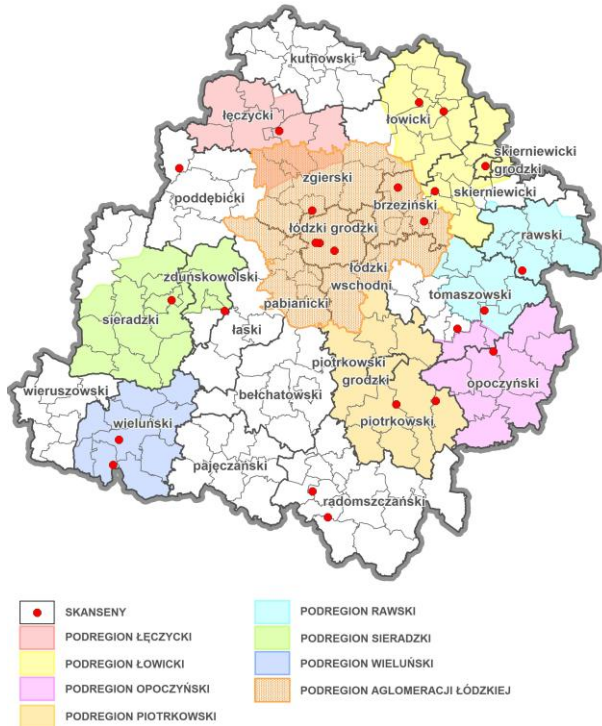 kutnowski
łęczycki
łowicki
skierniewicki
grodzki
zgierski
poddębicki
brzeziński
skierniewicki
łódzki grodzki
rawski
łódzki
wschodni
zduńskowolski
tomaszowski
sieradzki
pabianicki
łaski
piotrkowski
grodzki
opoczyński
wieruszowski
bełchatowski
wieluński
piotrkowski
pajęczański
radomszczański
SKANSENY
PODREGION ŁĘCZYCKI
PODREGION ŁOWICKI
PODREGION OPOCZYŃSKI
PODREGION PIOTRKOWSKI
PODREGION RAWSKI
PODREGION SIERADZKI
PODREGION WIELUŃSKI
PODREGION AGLOMERACJI ŁÓDZKIEJ